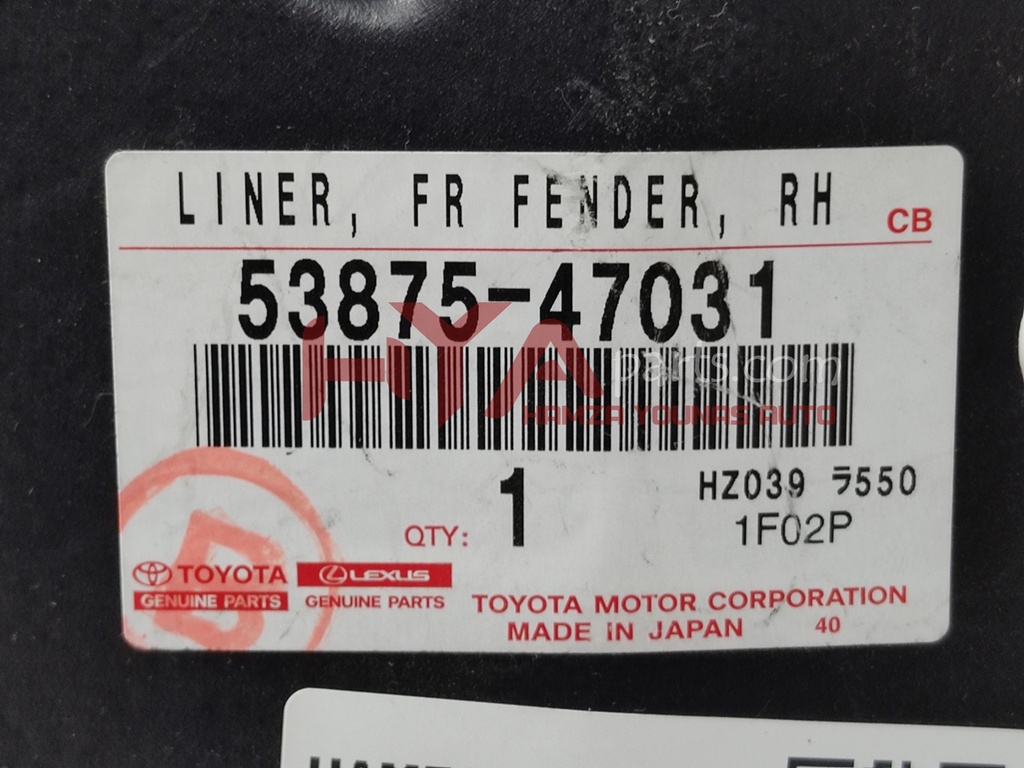 LINER, FR FENDER, RH
CB
53875-47031
HYA parts.com
HAMZA YOUNAS AUTO
QTY: 1
HZ039 ラ550
1F02P
D
TOYOTA
GENUINE PARTS
LEXUS
GENUINE PARTS
TOYOTA MOTOR CORPORATION
MADE IN JAPAN 40